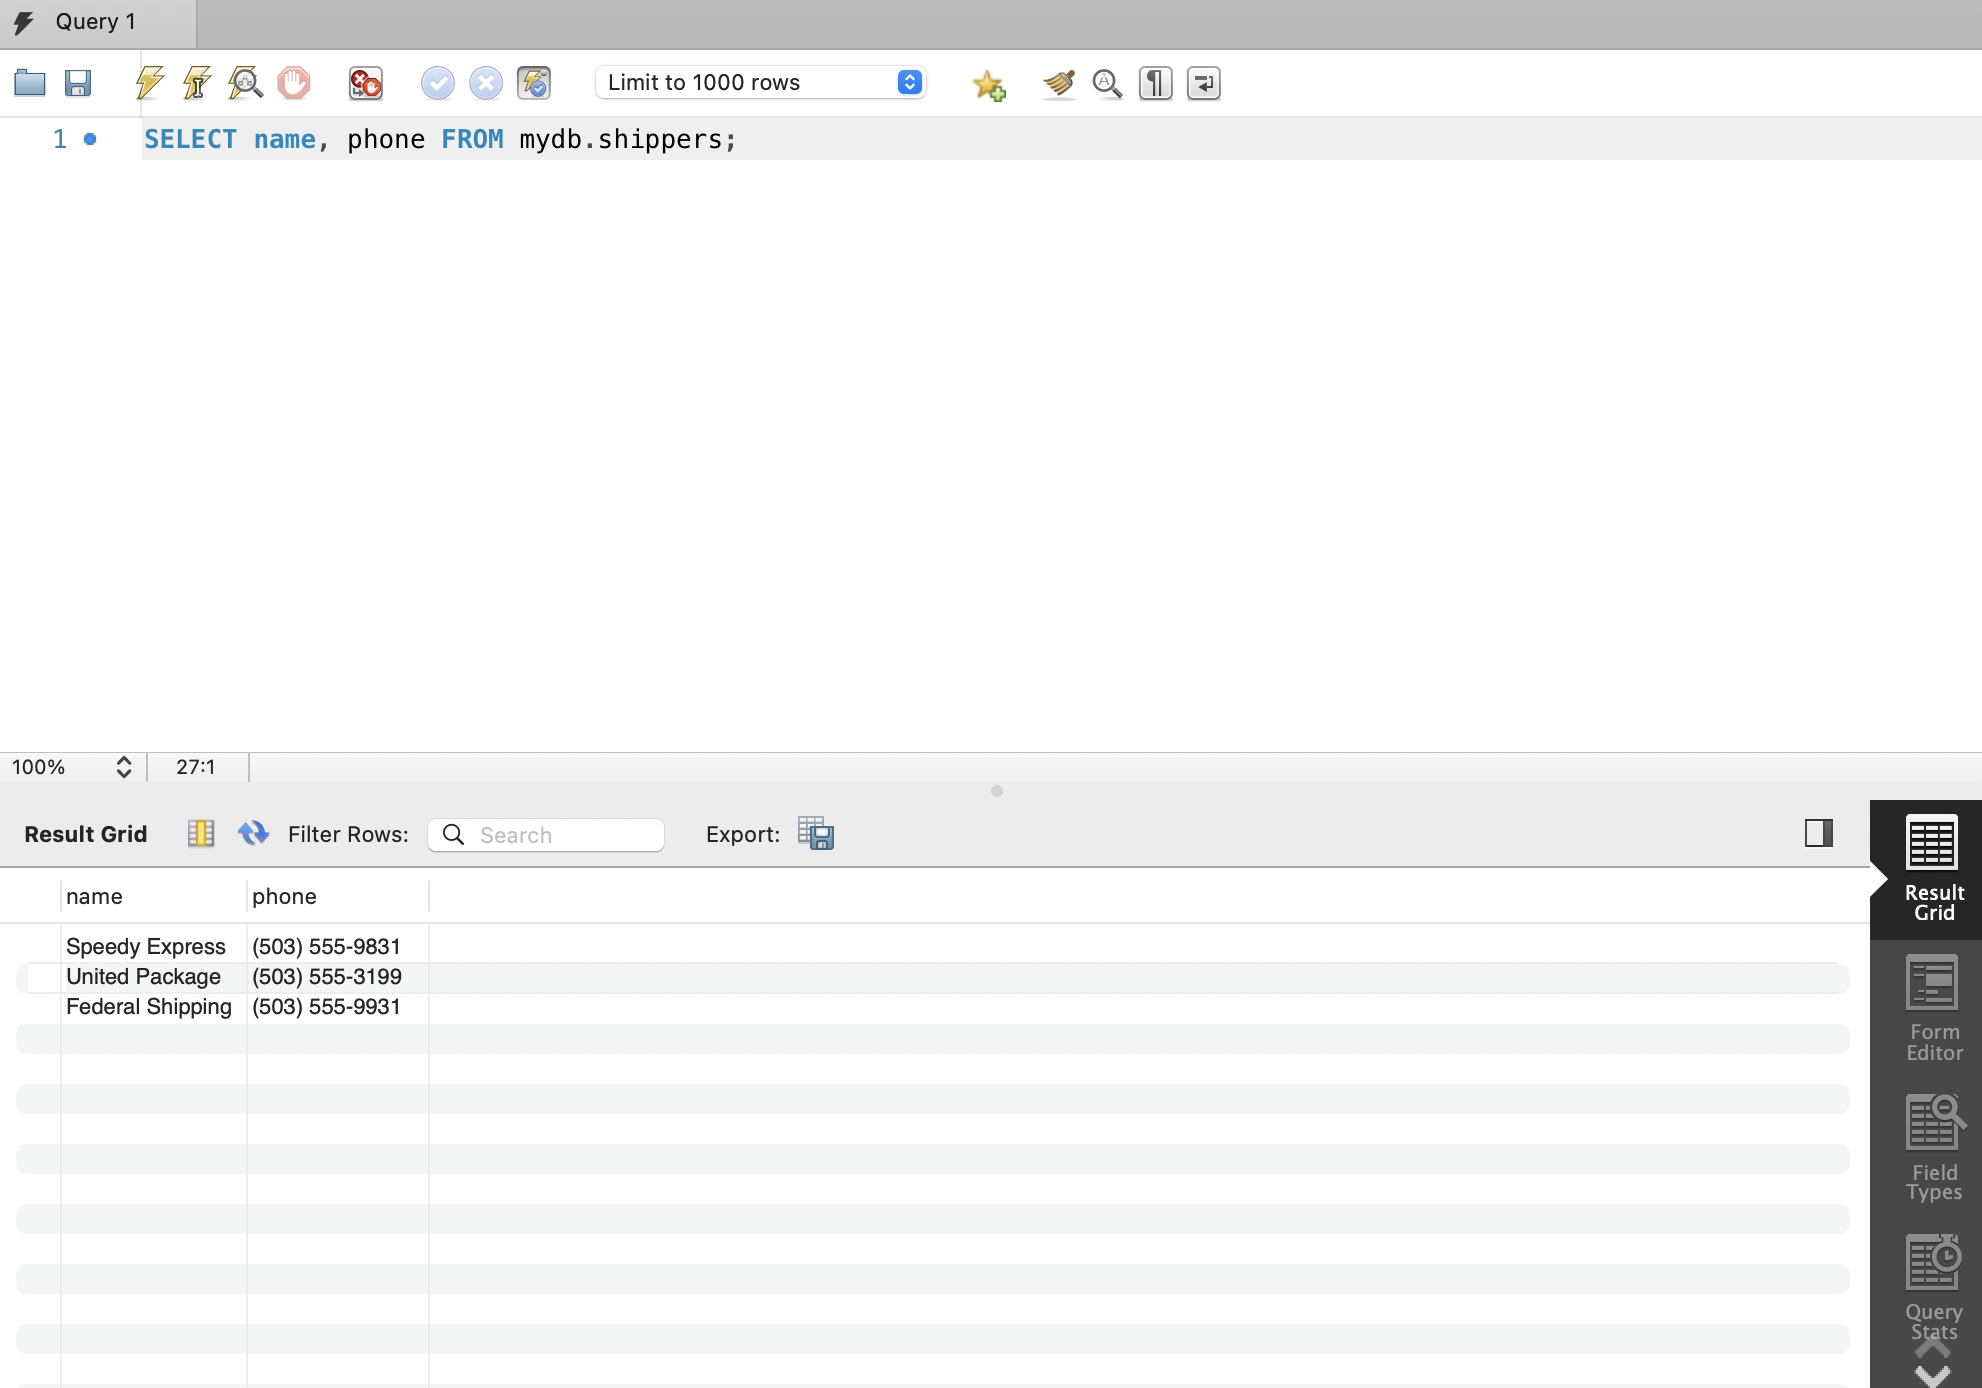 Query 1
Limit to 1000 rows
1 SELECT name, phone FROM mydb.shippers;
100% 27:1
Result Grid Filter Rows: Search Export:
name phone
Speedy Express (503) 555-9831
United Package (503) 555-3199
Federal Shipping (503) 555-9931
Result
Grid
Form
Editor
Field
Types
Query
Stats